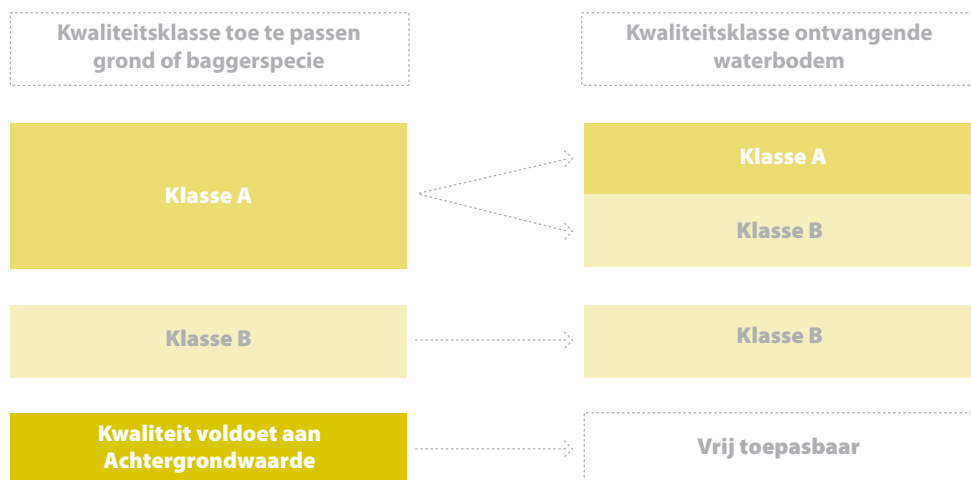 Kwaliteitsklasse toe te passen
grond of baggerspecie
Kwaliteitsklasse ontvangende
waterbodem
Klasse A
Klasse A
Klasse B
Klasse B
Klasse B
Kwaliteit voldoet aan
Achtergrondwaarde
Vrij toepasbaar